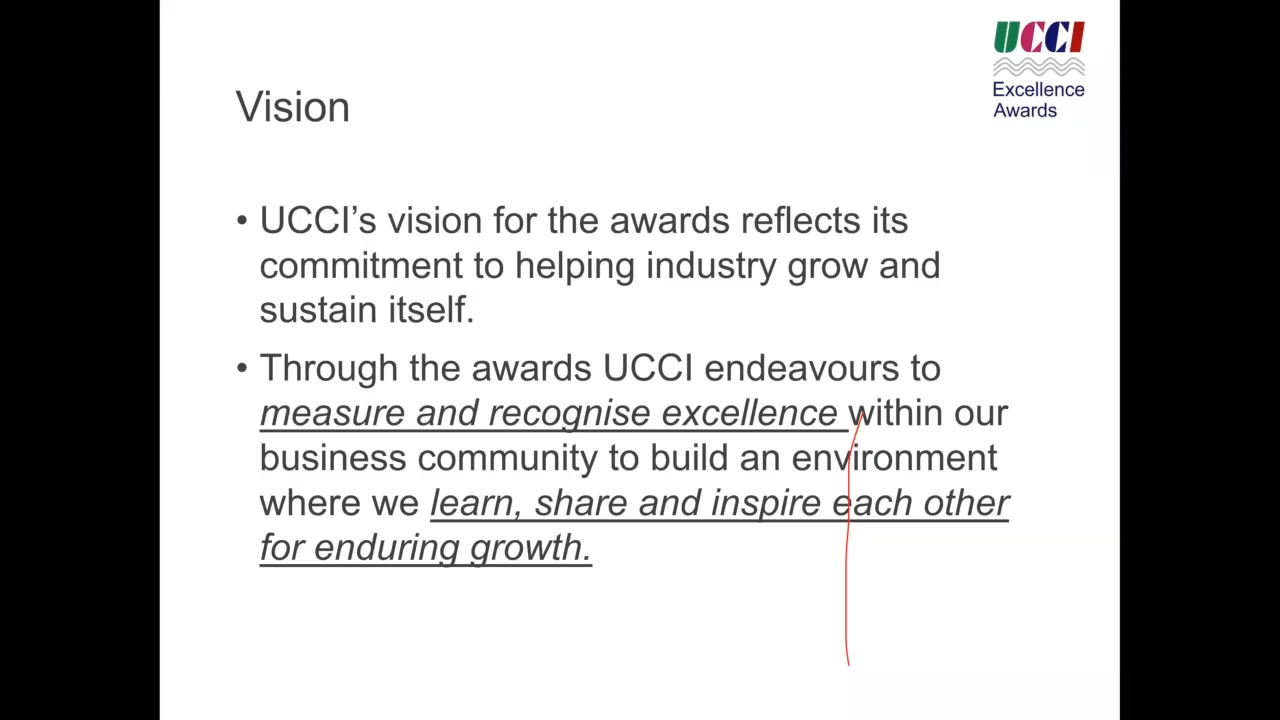 UCCI
Excellence
Awards
Vision
• UCCI’s vision for the awards reflects its
commitment to helping industry grow and
sustain itself.
• Through the awards UCCI endeavours to
measure and recognise excellence within our
business community to build an environment
where we learn, share and inspire each other
for enduring growth.